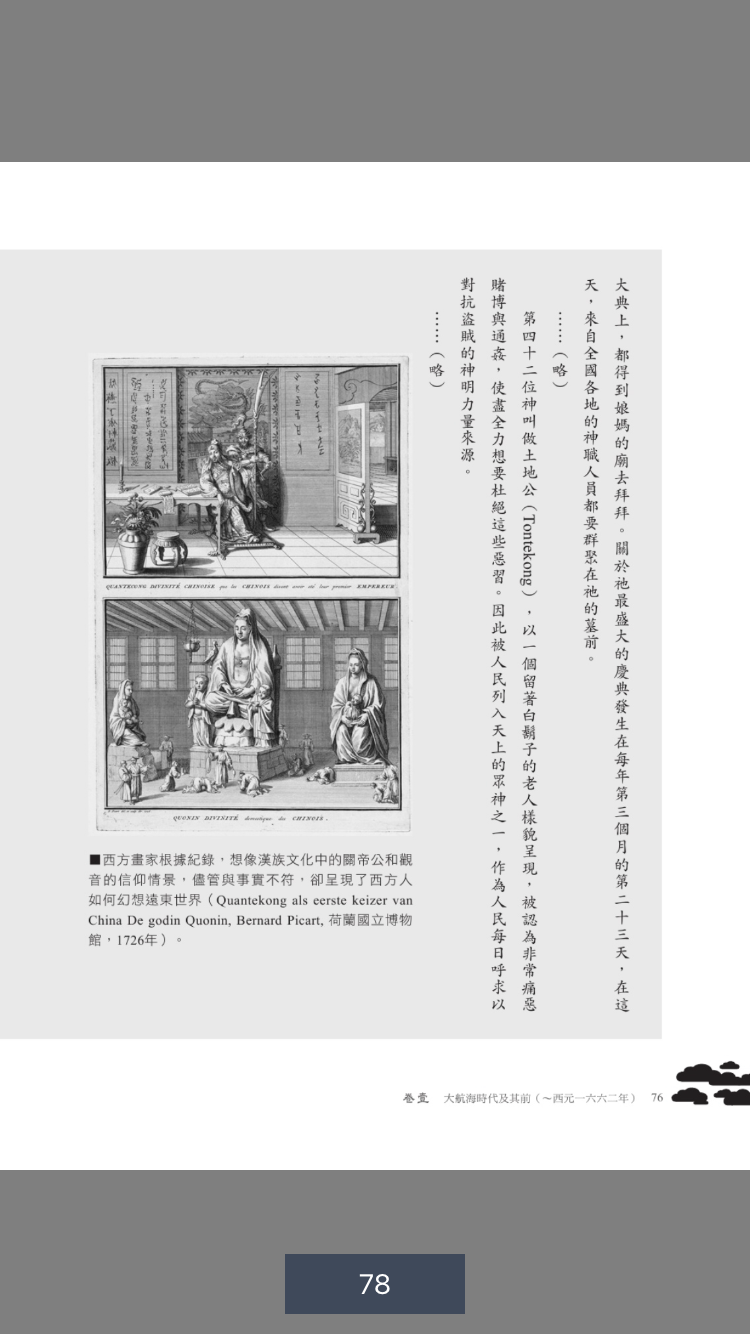 大典上，都得到娘媽的廟去拜拜。關於祂最盛大的慶典發生在每年第三個月的第二十三天，在這
天，來自全國各地的神職人員都要群聚在祂的墓前。
……（略）
第四十二位神叫做土地公（Tontekong），以一個留著白鬍子的老人樣貌呈現，被認為非常痛惡
賭博與通姦，使盡全力想要杜絕這些惡習。因此被人民列入天上的眾神之一，作為人民每日呼求以
對抗盜賊的神明力量來源。
……（略）
QUANTECONG DIVINITÉ CHINOISE que les CHINOIS disent avoir été leur premier EMPEREUR.
QUONIN DIVINITÉ domestique des CHINOIS.
■西方畫家根據紀錄，想像漢族文化中的關帝公和觀
音的信仰情景，儘管與事實不符，卻呈現了西方人
如何幻想遠東世界（Quantekong als eerste keizer van
China De godin Quonin, Bernard Picart, 荷蘭國立博物
館，1726年）。
卷壹 大航海時代及其前（～西元一六六二年） 76
78